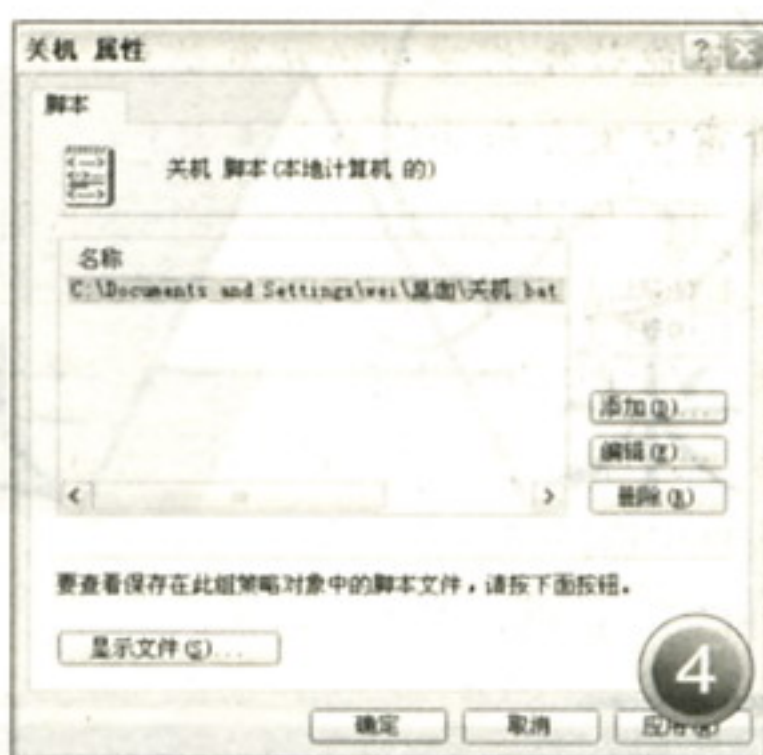 关机 属性
脚本
关机 脚本(本地计算机 的)
名称
C:\Documents and Settings\wei\桌面\关机.bat
添加(D)...
编辑(E)...
删除(R)
要查看保存在此组策略对象中的脚本文件，请按下面按钮。
显示文件(S)...
4
确定
取消